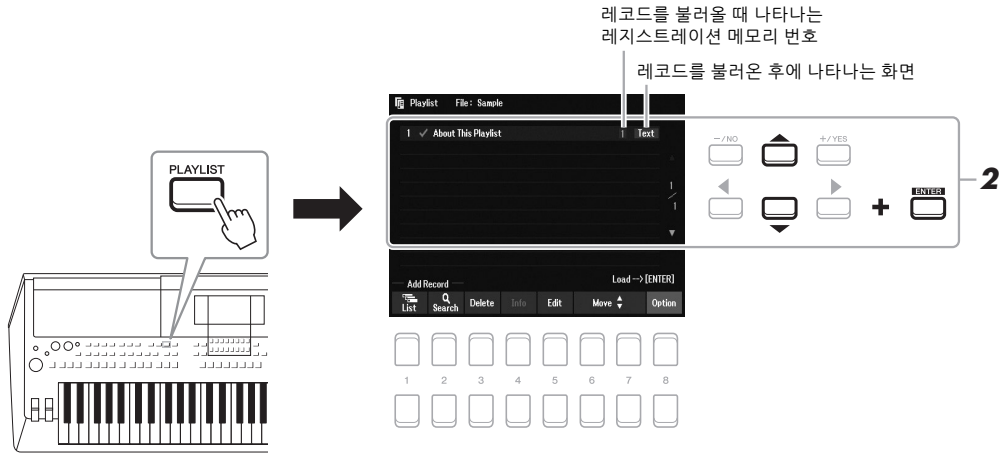 레코드를 불러올 때 나타나는
레지스트레이션 메모리 번호
레코드를 불러온 후에 나타나는 화면
Playlist File: Sample
1 About This Playlist 1 Text
1
/
1
-/NO
+/YES
ENTER
+
2
PLAYLIST
Load-->[ENTER]
Add Record
List Search Delete Info Edit Move Option
1 2 3 4 5 6 7 8